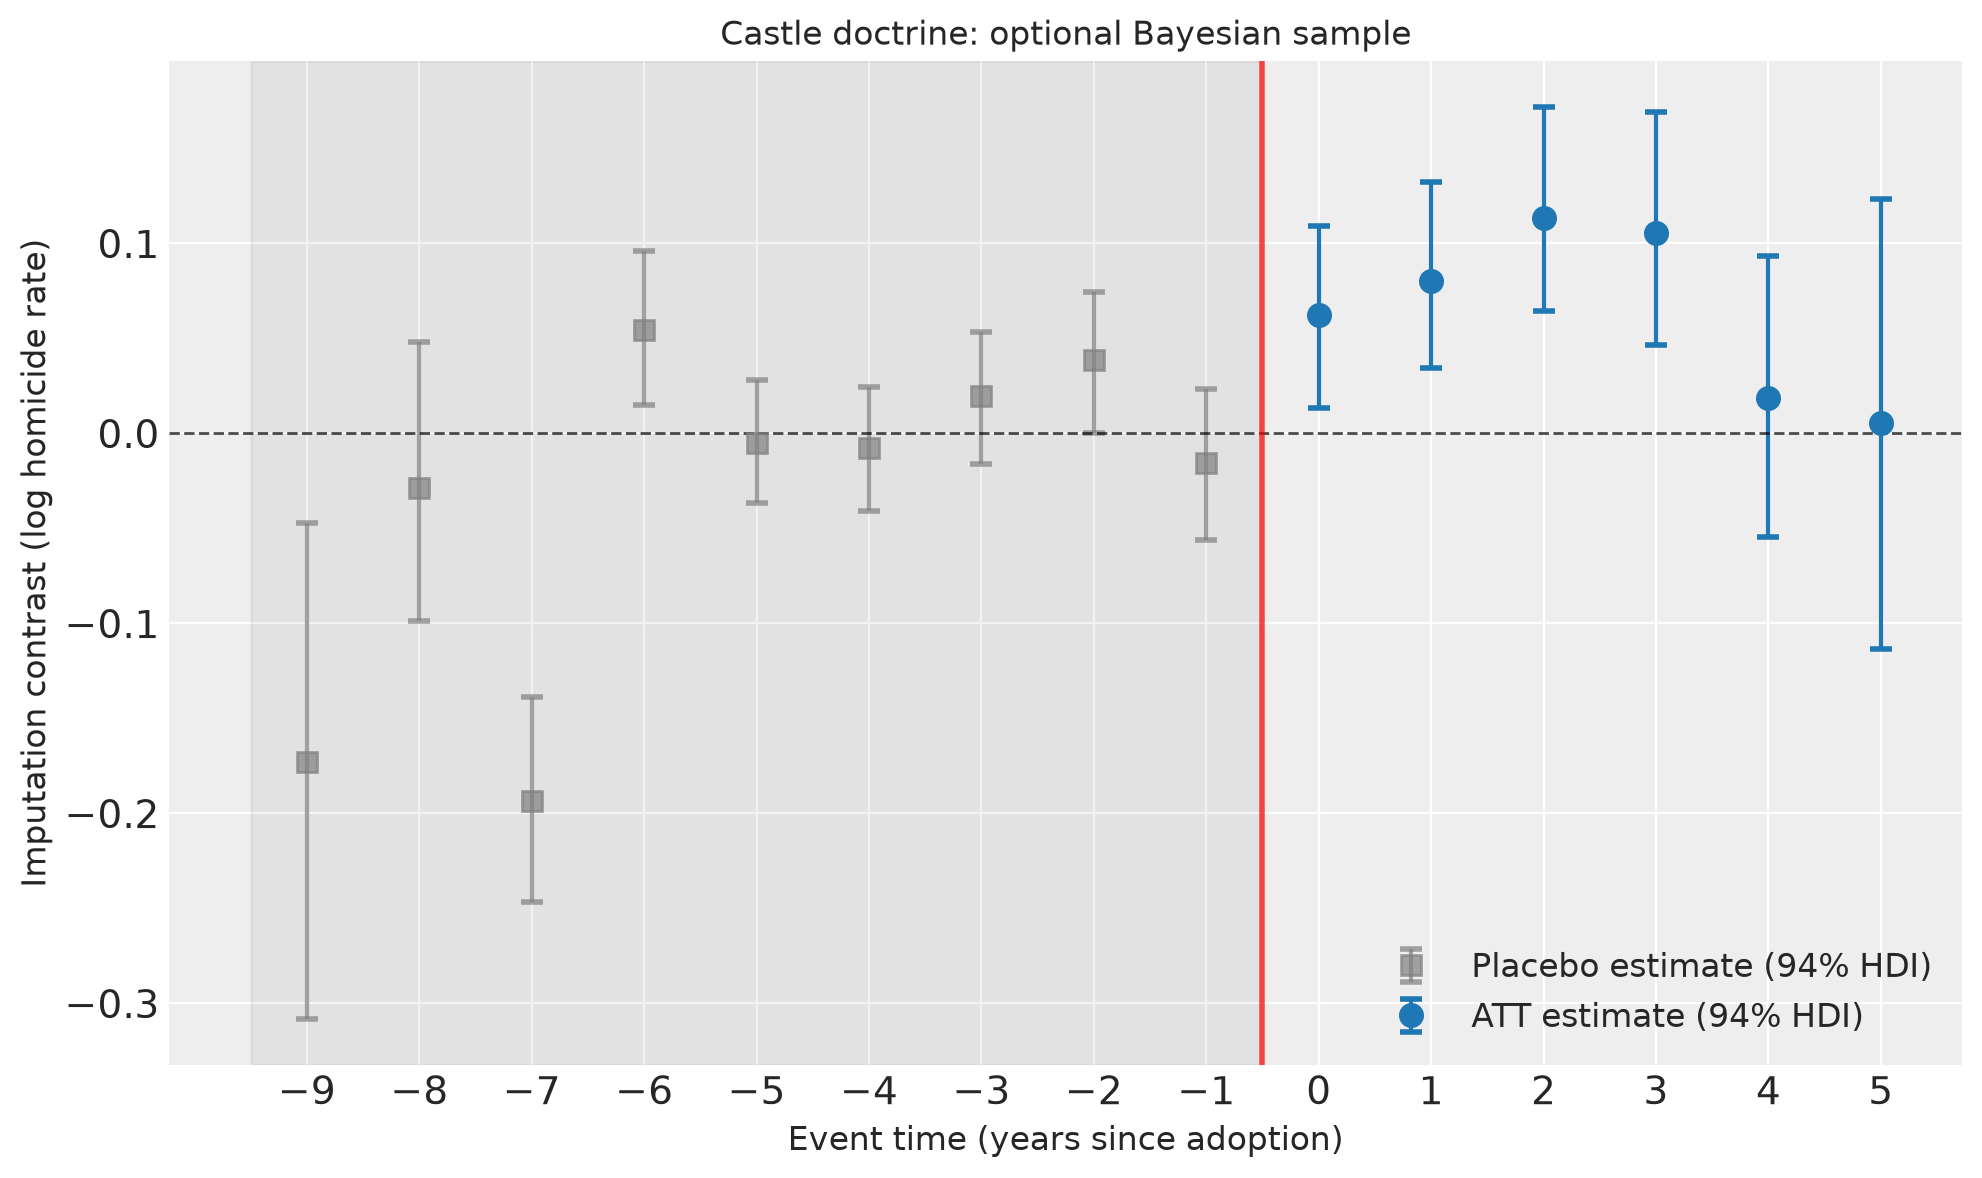 Castle doctrine: optional Bayesian sample
Imputation contrast (log homicide rate)
0.1
0.0
−0.1
−0.2
−0.3
Placebo estimate (94% HDI)
ATT estimate (94% HDI)
−9 −8 −7 −6 −5 −4 −3 −2 −1 0 1 2 3 4 5
Event time (years since adoption)